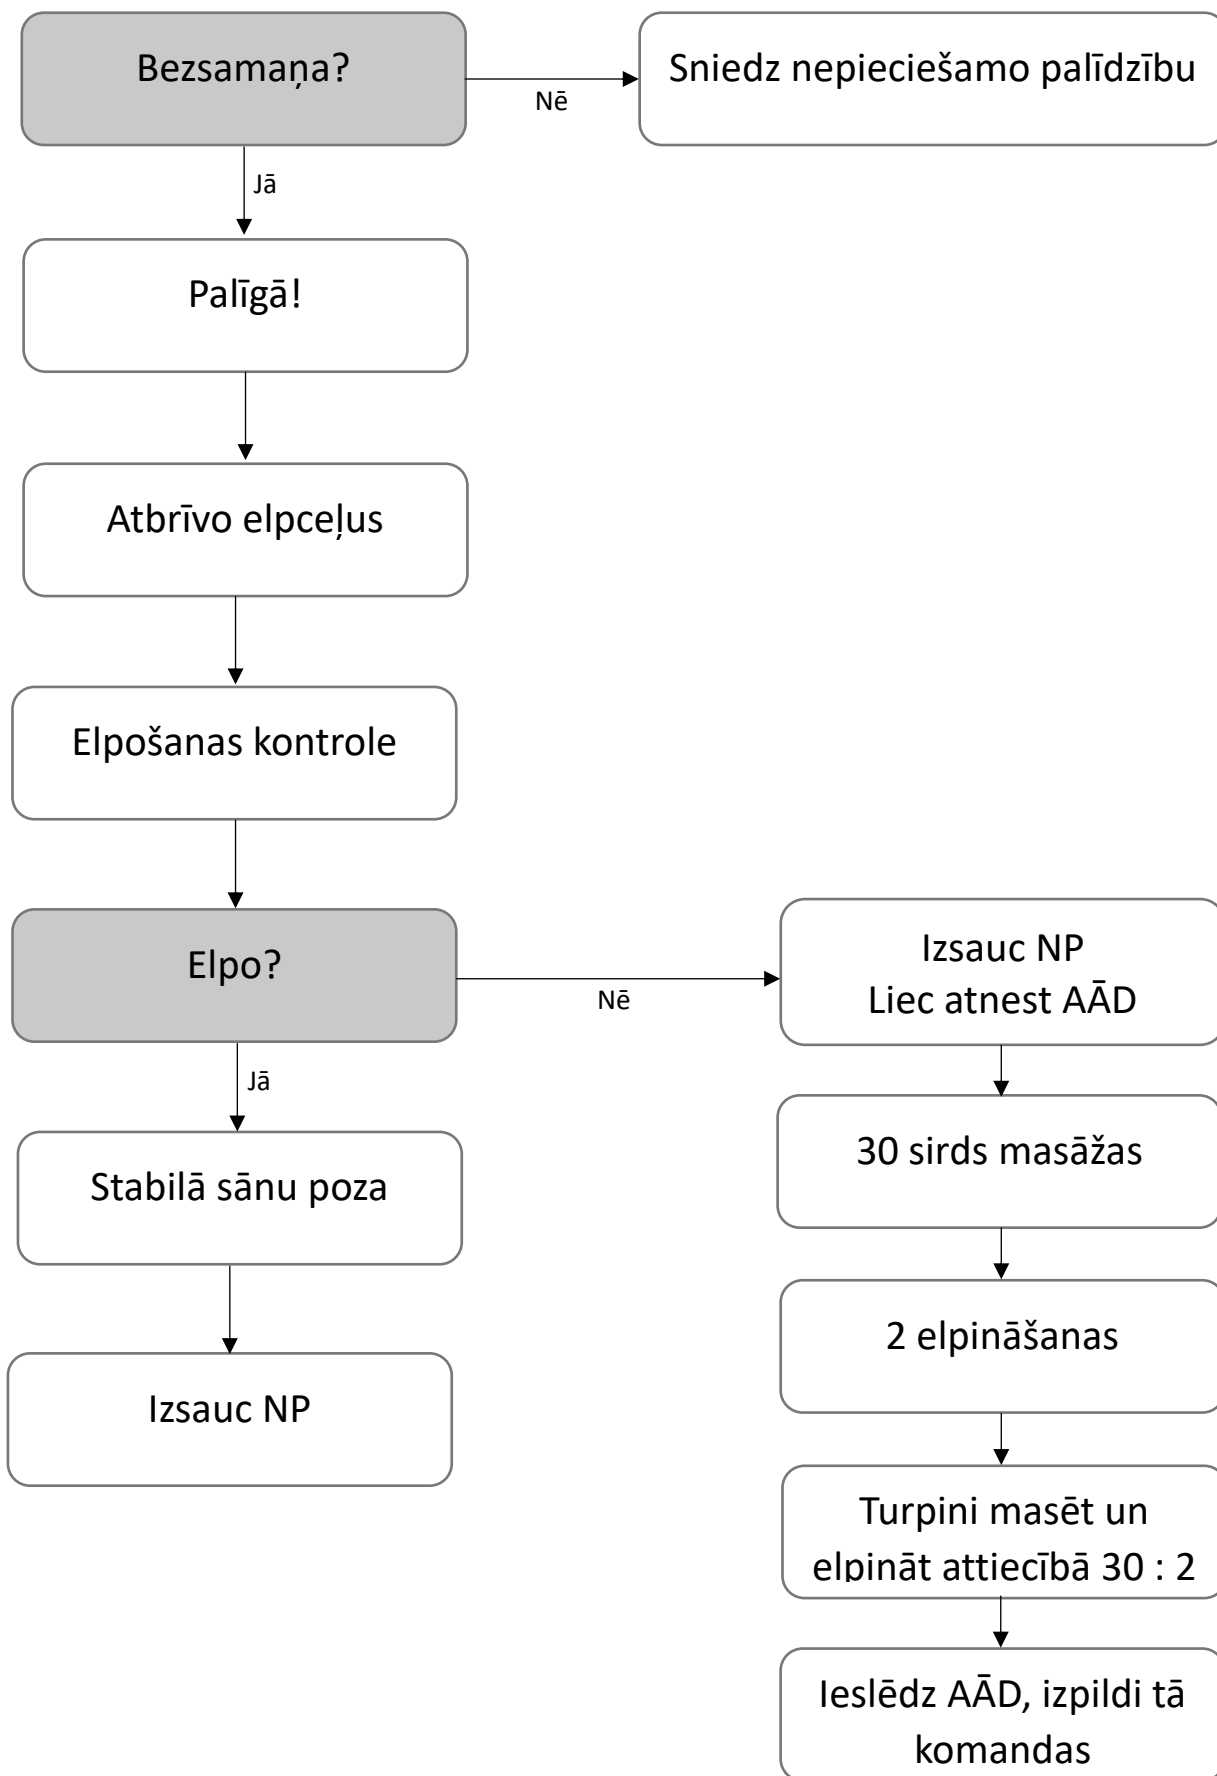 Bezsamaņa?
Nē
Sniedz nepieciešamo palīdzību
Jā
Palīgā!
Atbrīvo elpceļus
Elpošanas kontrole
Elpo?
Nē
Izsauc NP
Liec atnest AĀD
Jā
Stabilā sānu poza
Izsauc NP
30 sirds masāžas
2 elpināšanas
Turpini masēt un
elpināt attiecībā 30 : 2
Ieslēdz AĀD, izpildi tā
komandas